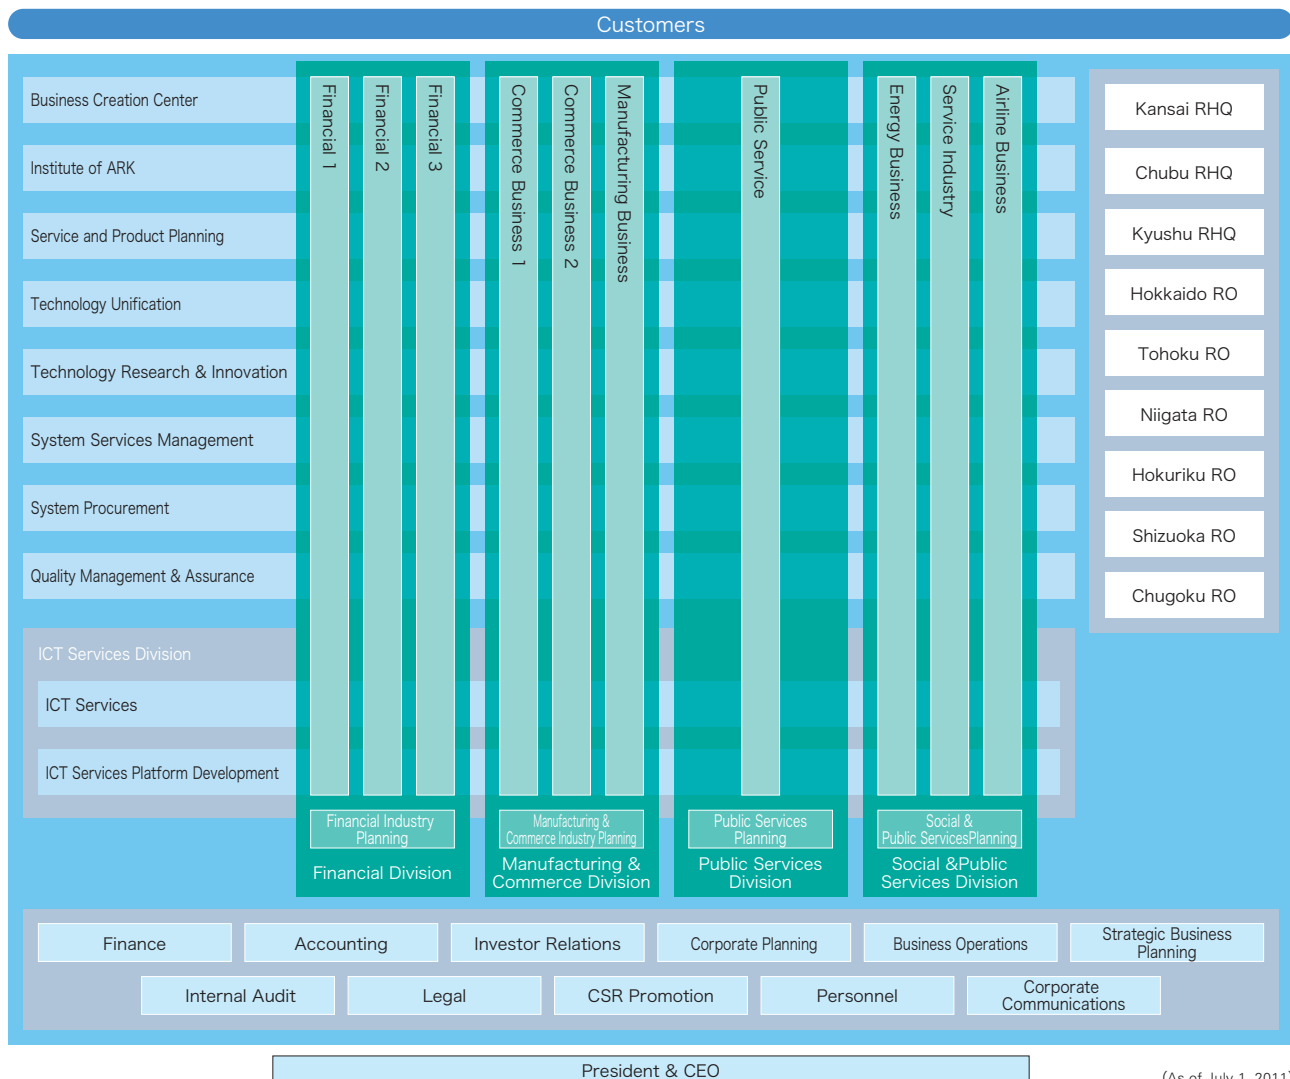 Customers
Business Creation Center
Institute of ARK
Service and Product Planning
Technology Unification
Technology Research & Innovation
System Services Management
System Procurement
Quality Management & Assurance
ICT Services Division
ICT Services
ICT Services Platform Development
Financial 1
Financial 2
Financial 3
Financial Industry
Planning
Financial Division
Commerce Business 1
Commerce Business 2
Manufacturing Business
Manufacturing &
Commerce Industry Planning
Manufacturing &
Commerce Division
Public Service
Public Services
Planning
Public Services
Division
Energy Business
Service Industry
Airline Business
Social &
Public ServicesPlanning
Social &Public
Services Division
Kansai RHQ
Chubu RHQ
Kyushu RHQ
Hokkaido RO
Tohoku RO
Niigata RO
Hokuriku RO
Shizuoka RO
Chugoku RO
Finance
Accounting
Investor Relations
Corporate Planning
Business Operations
Strategic Business
Planning
Internal Audit
Legal
CSR Promotion
Personnel
Corporate
Communications
President & CEO
(As of July 1, 2011)